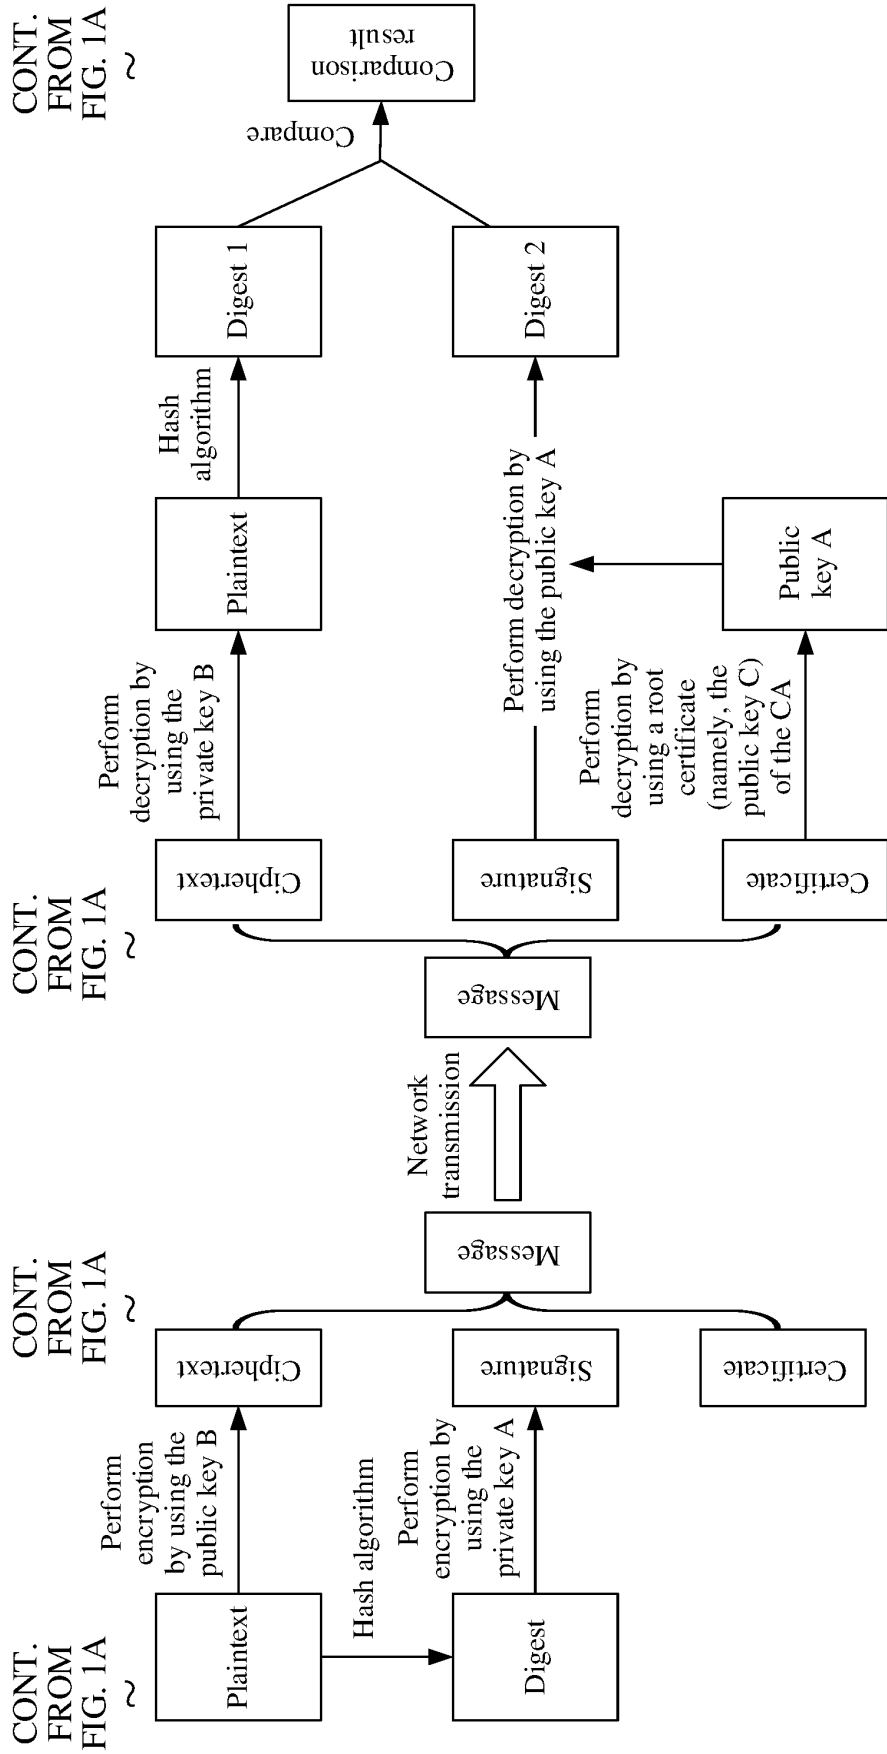 CONT.
FROM
FIG. 1A
~
CONT.
FROM
FIG. 1A
~
CONT.
FROM
FIG. 1A
~
CONT.
FROM
FIG. 1A
~
Plaintext
Perform
encryption
by using the
public key B
Ciphertext
Hash algorithm
Digest
Perform
encryption by
using the
private key A
Signature
Certificate
Message
Network
transmission
Message
Ciphertext
Perform
decryption by
using the
private key B
Plaintext
Hash
algorithm
Digest 1
Signature
Perform decryption by
using the public key A
Digest 2
Certificate
Perform
decryption by
using a root
certificate
(namely, the
public key C)
of the CA
Public
key A
Compare
Comparison
result